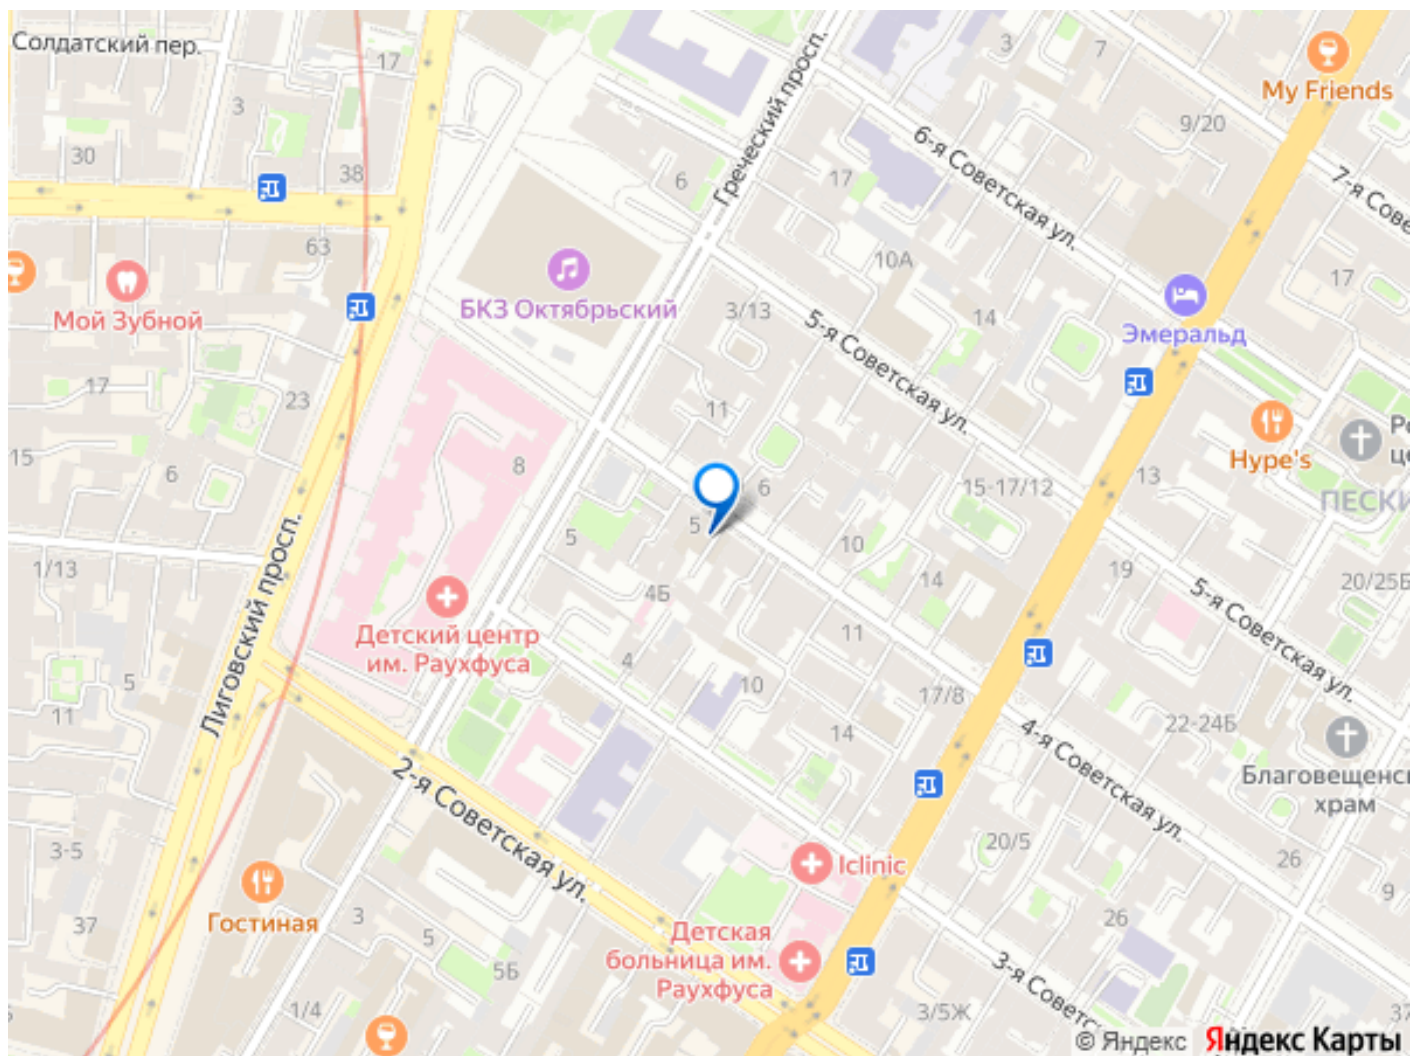 Солдатский пер.
17
3
7
My Friends
3
30
38
9/20
6-я Советская ул.
7-я Сове
Греческий просп.
6
17
63
10А
17
Мой Зубной
БКЗ Октябрьский
3/13
14
Эмеральд
5-я Советская ул.
17
23
11
Hype's
13
15
6
8
6
15-17/12
ПЕСКИ
5
5
10
1/13
Лиговский просп.
4Б
14
19
20/25Б
5-я Советская ул.
Детский центр
им. Раухфуса
11
4
5
11
10
17/8
22-24Б
14
4-я Советская ул.
Благовещенс
храм
2-я Советская ул.
3-5
Iclinic
20/5
26
9
Гостиная
37
3
5
26
Детская
больница им.
Раухфуса
5Б
3-я Советс
1/4
3/5Ж
37
© Яндекс Яндекс Карты